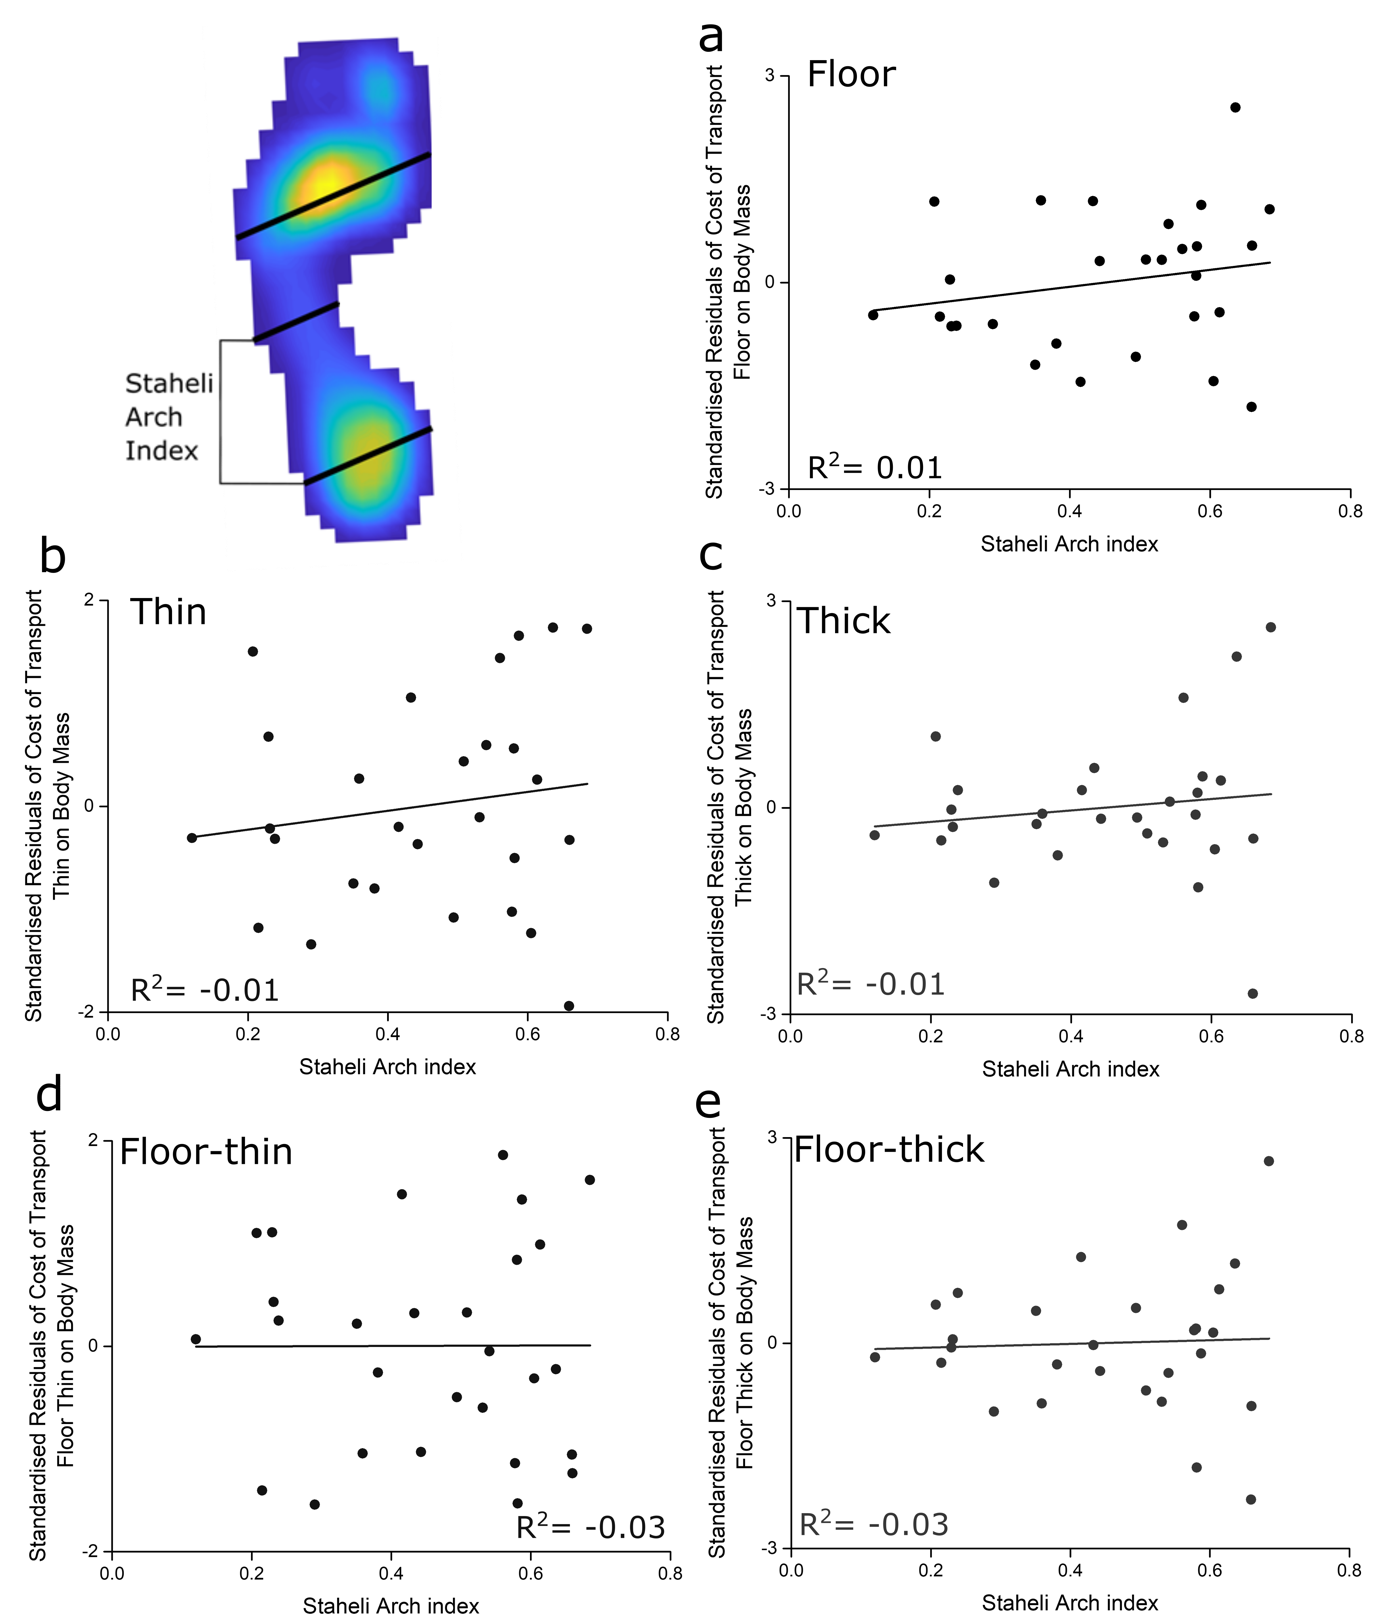 Staheli
Arch
Index
a
Floor
Standardised Residuals of Cost of Transport
Floor on Body Mass
3
0
-3
R²= 0.01
0.0 0.2 0.4 0.6 0.8
Staheli Arch index
b
Thin
Standardised Residuals of Cost of Transport
Thin on Body Mass
2
0
-2
R²= -0.01
0.0 0.2 0.4 0.6 0.8
Staheli Arch index
c
Thick
Standardised Residuals of Cost of Transport
Thick on Body Mass
3
0
-3
R²= -0.01
0.0 0.2 0.4 0.6 0.8
Staheli Arch index
d
Floor-thin
Standardised Residuals of Cost of Transport
Floor Thin on Body Mass
2
0
-2
R²= -0.03
0.0 0.2 0.4 0.6 0.8
Staheli Arch index
e
Floor-thick
Standardised Residuals of Cost of Transport
Floor Thick on Body Mass
3
0
-3
R²= -0.03
0.0 0.2 0.4 0.6 0.8
Staheli Arch index